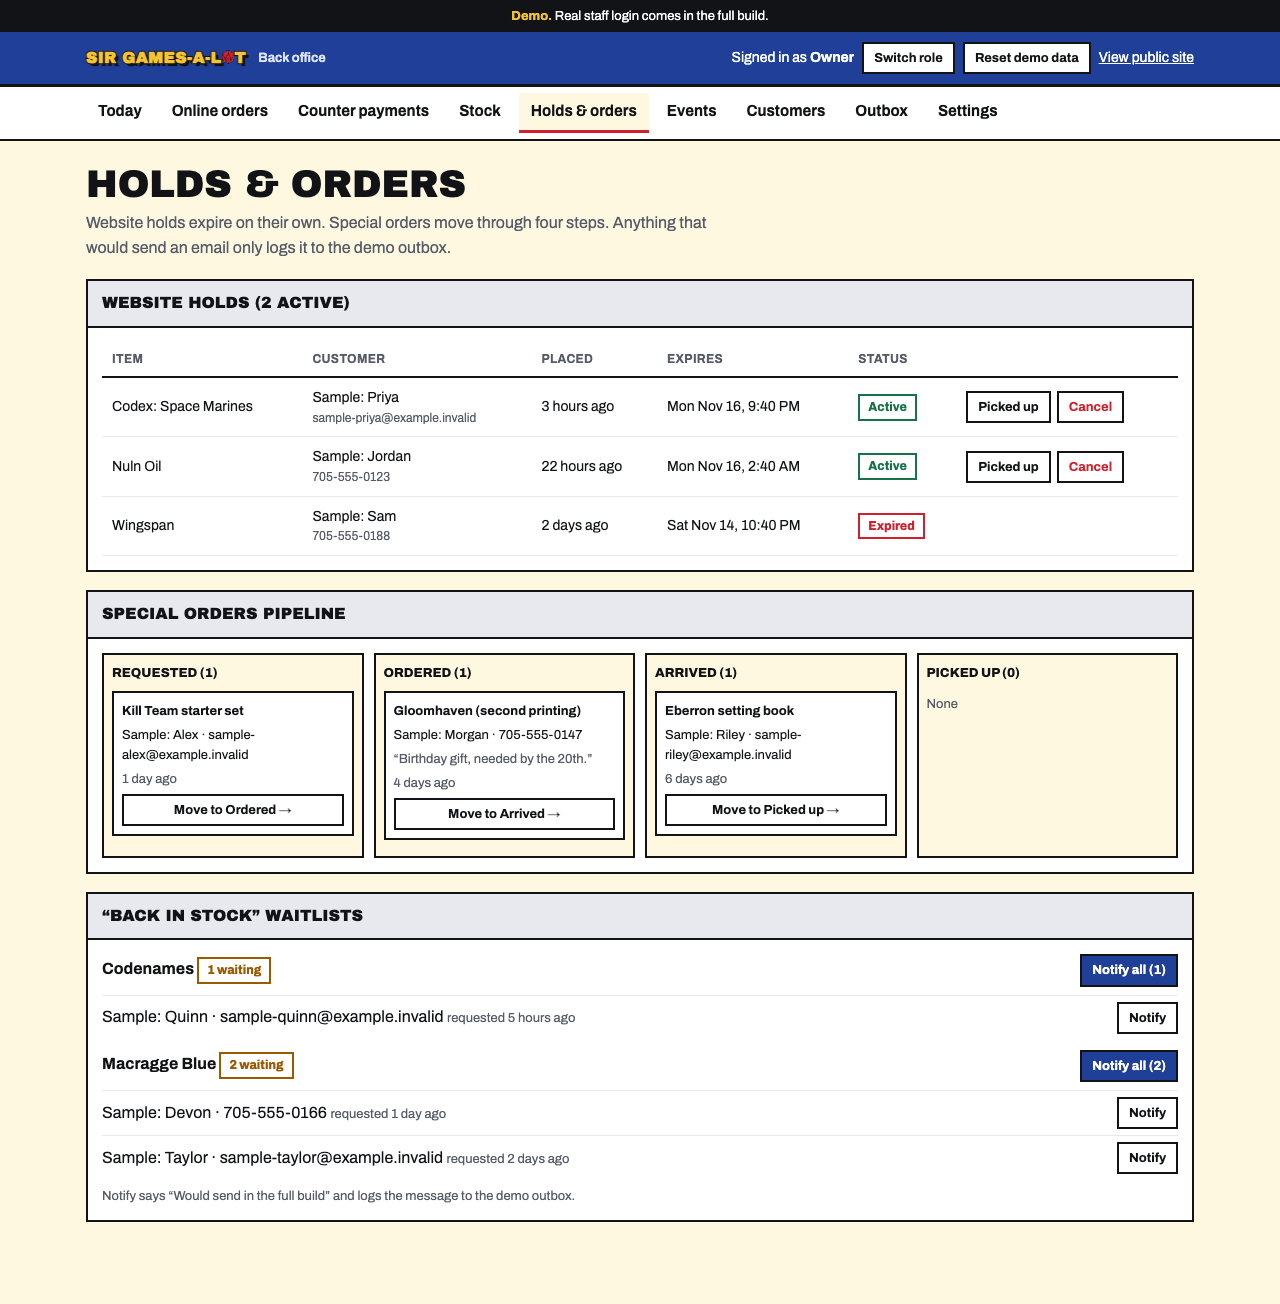 Demo. Real staff login comes in the full build.
SIR GAMES-A-LOT Back office Signed in as Owner Switch role Reset demo data View public site
Today Online orders Counter payments Stock Holds & orders Events Customers Outbox Settings
HOLDS & ORDERS
Website holds expire on their own. Special orders move through four steps. Anything that
would send an email only logs it to the demo outbox.
WEBSITE HOLDS (2 ACTIVE)
ITEM CUSTOMER PLACED EXPIRES STATUS
Codex: Space Marines Sample: Priya 3 hours ago Mon Nov 16, 9:40 PM Active Picked up Cancel
sample-priya@example.invalid
Nuln Oil Sample: Jordan 22 hours ago Mon Nov 16, 2:40 AM Active Picked up Cancel
705-555-0123
Wingspan Sample: Sam 2 days ago Sat Nov 14, 10:40 PM Expired
705-555-0188
SPECIAL ORDERS PIPELINE
REQUESTED (1)
Kill Team starter set
Sample: Alex · sample-
alex@example.invalid
1 day ago
Move to Ordered →
ORDERED (1)
Gloomhaven (second printing)
Sample: Morgan · 705-555-0147
“Birthday gift, needed by the 20th.”
4 days ago
Move to Arrived →
ARRIVED (1)
Eberron setting book
Sample: Riley · sample-
riley@example.invalid
6 days ago
Move to Picked up →
PICKED UP (0)
None
“BACK IN STOCK” WAITLISTS
Codenames 1 waiting Notify all (1)
Sample: Quinn · sample-quinn@example.invalid requested 5 hours ago Notify
Macragge Blue 2 waiting Notify all (2)
Sample: Devon · 705-555-0166 requested 1 day ago Notify
Sample: Taylor · sample-taylor@example.invalid requested 2 days ago Notify
Notify says “Would send in the full build” and logs the message to the demo outbox.